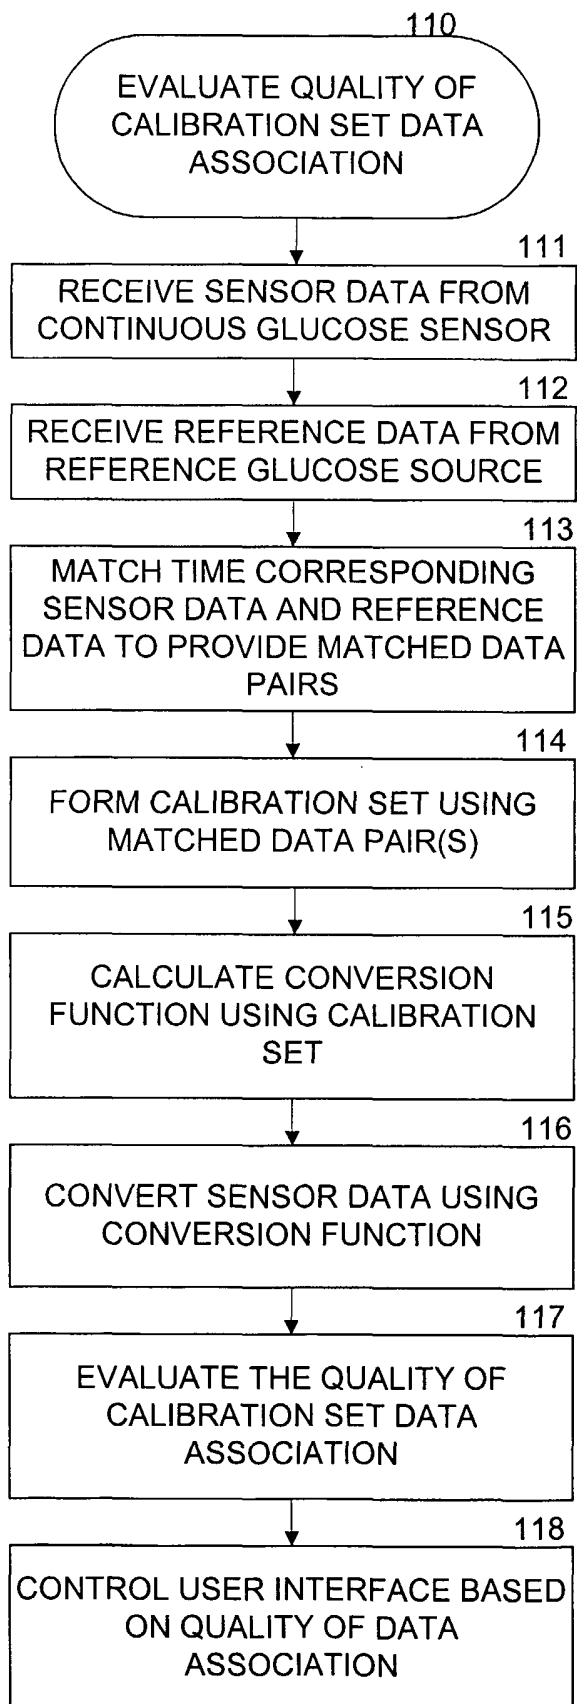 110
EVALUATE QUALITY OF
CALIBRATION SET DATA
ASSOCIATION
111
RECEIVE SENSOR DATA FROM
CONTINUOUS GLUCOSE SENSOR
112
RECEIVE REFERENCE DATA FROM
REFERENCE GLUCOSE SOURCE
113
MATCH TIME CORRESPONDING
SENSOR DATA AND REFERENCE
DATA TO PROVIDE MATCHED DATA
PAIRS
114
FORM CALIBRATION SET USING
MATCHED DATA PAIR(S)
115
CALCULATE CONVERSION
FUNCTION USING CALIBRATION
SET
116
CONVERT SENSOR DATA USING
CONVERSION FUNCTION
117
EVALUATE THE QUALITY OF
CALIBRATION SET DATA
ASSOCIATION
118
CONTROL USER INTERFACE BASED
ON QUALITY OF DATA
ASSOCIATION